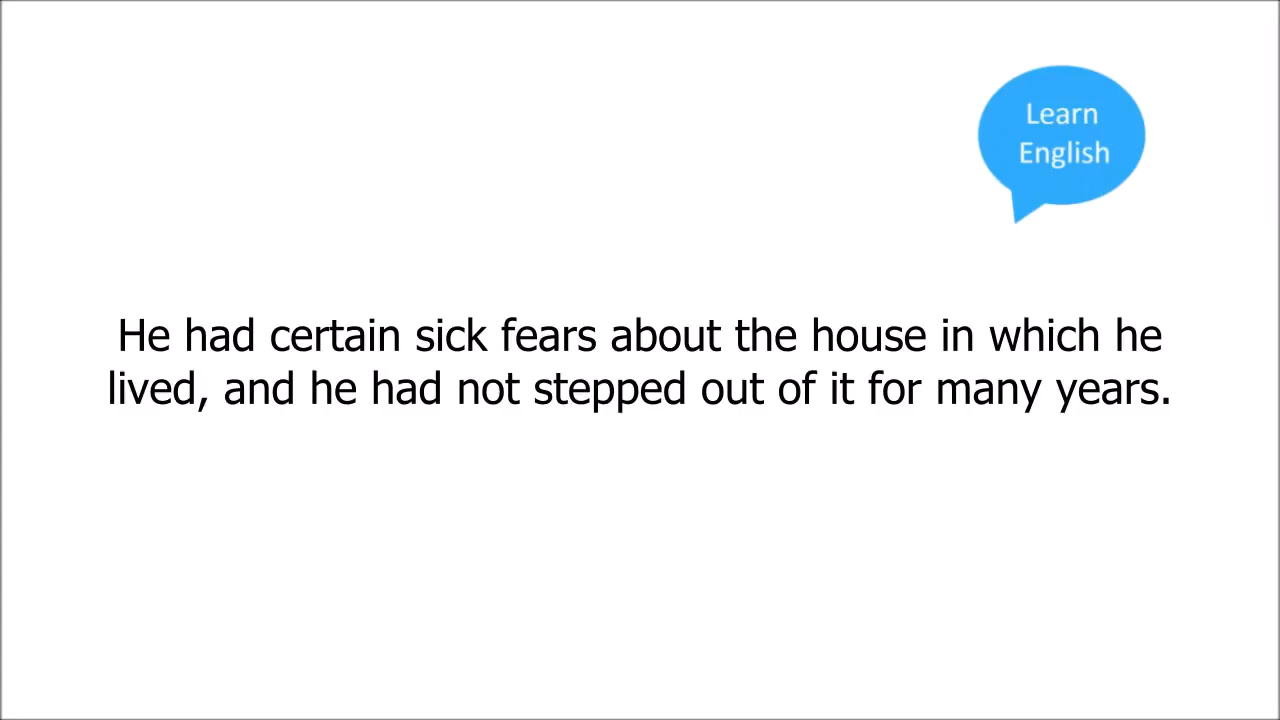 Learn
English
He had certain sick fears about the house in which he
lived, and he had not stepped out of it for many years.